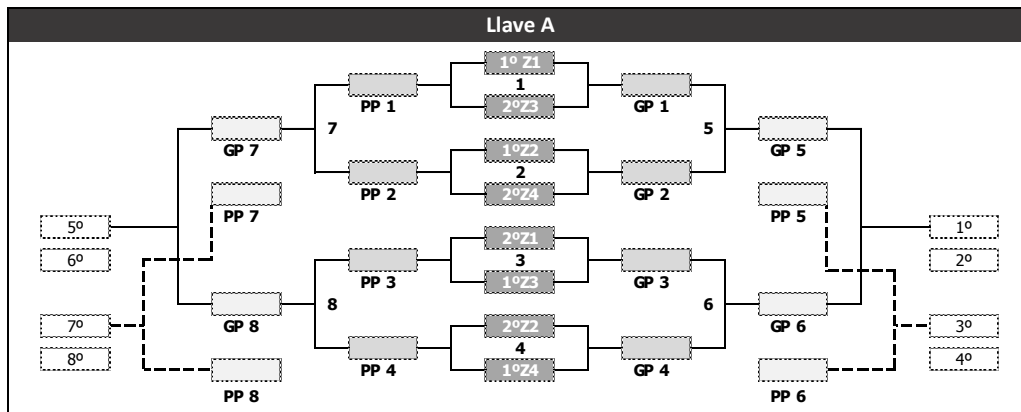 Llave A
1º Z1
PP 1
1
GP 1
2ºZ3
7
5
GP 7
1ºZ2
GP 5
PP 2
2
GP 2
2ºZ4
PP 7
PP 5
5º
2ºZ1
1º
6º
PP 3
3
GP 3
2º
1ºZ3
8
6
GP 8
GP 6
7º
2ºZ2
3º
8º
PP 4
4
GP 4
4º
1ºZ4
PP 8
PP 6